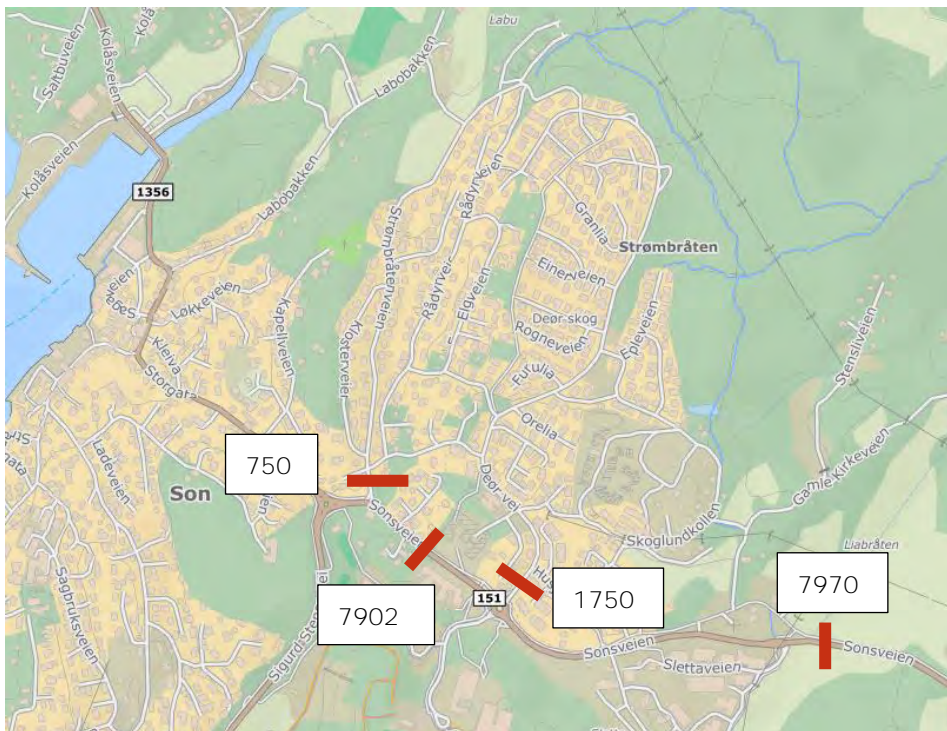 Labu
Saltbuveien
Kolås
Kolåsveien
Labobakken
Kolåsveien
1356
Labobakken
Rådyrveien
Granlia
Strømbråten
Strømbråtenveien
Rådyrveien
Einerveien
Elgveien
Løkkeveien
Kapellveien
Deør skog
Rogneveien
Epleveien
Stensliveien
Kleiva
Storgata
Klosterveien
Furulia
Ladeveien
Orelia
750
Son
Deør vei
Gamle Kirkeveien
Sonsveien
Skoglundkollen
Liabråten
Sagbruksveien
7902
151
1750
7970
Sonsveien
Sonsveien
Slettaveien